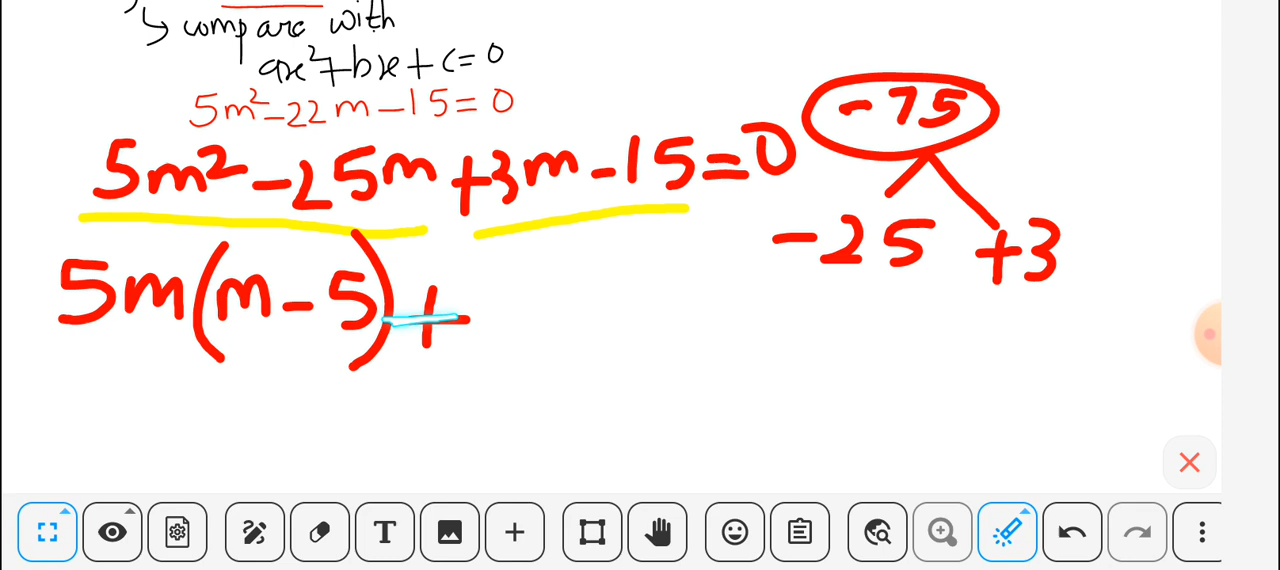 ↳ compare with
ax²+bx+c=0
5m²-22m-15=0
5m²-25m+3m-15=0
-75
-25 +3
5m(m-5)+
T